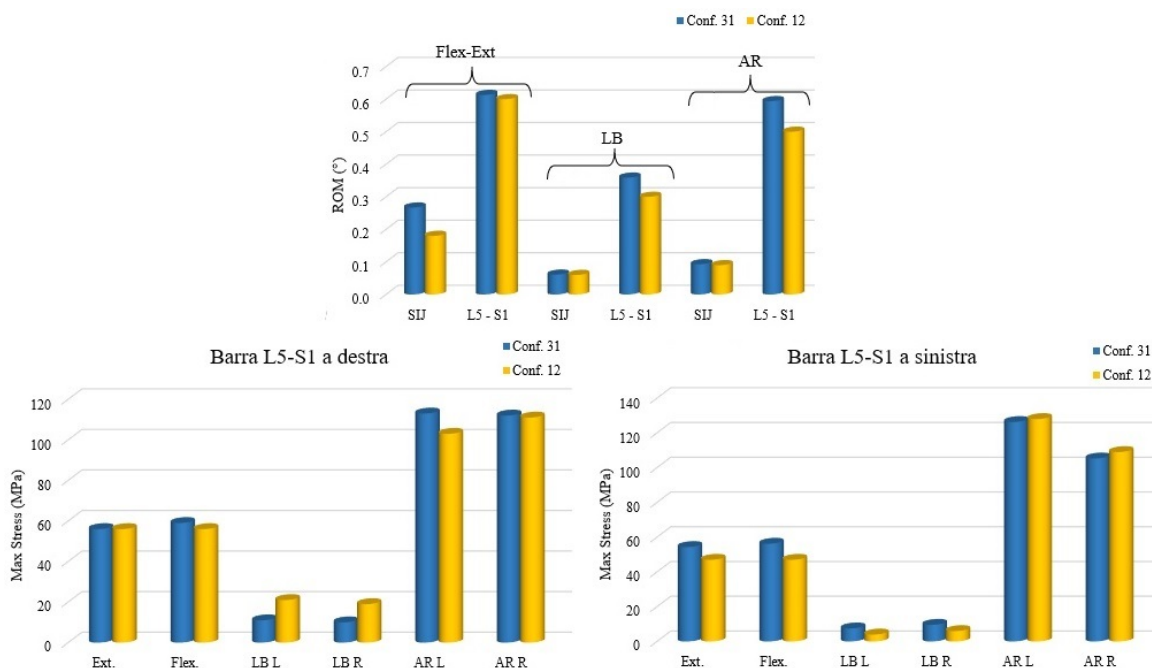 Conf. 31 Conf. 12
Flex-Ext
AR
LB
ROM (°)
0.7
0.6
0.5
0.4
0.3
0.2
0.1
0.0
SIJ L5 - S1 SIJ L5 - S1 SIJ L5 - S1
Barra L5-S1 a destra
Conf. 31
Conf. 12
Max Stress (MPa)
120
100
80
60
40
20
0
Ext. Flex. LB L LB R AR L AR R
Barra L5-S1 a sinistra
Conf. 31
Conf. 12
Max Stress (MPa)
140
120
100
80
60
40
20
0
Ext. Flex. LB L LB R AR L AR R